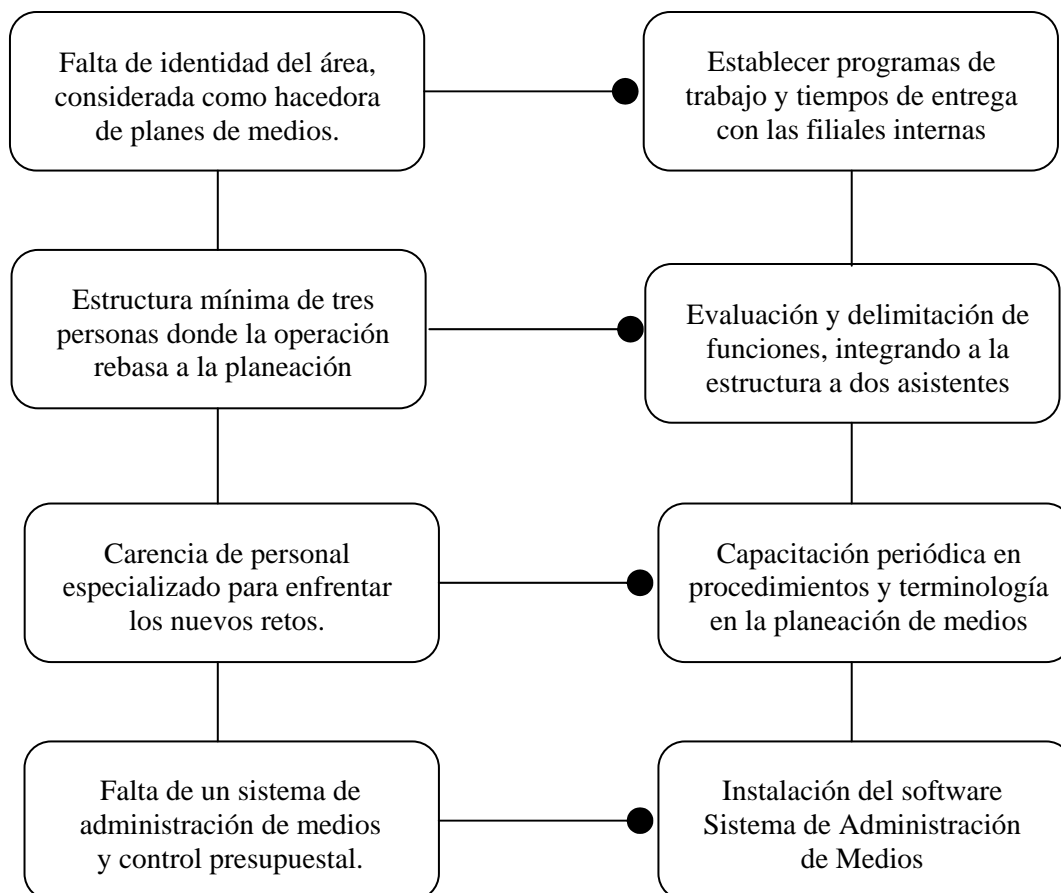 Falta de identidad del área,
considerada como hacedora
de planes de medios.
Establecer programas de
trabajo y tiempos de entrega
con las filiales internas
Estructura mínima de tres
personas donde la operación
rebasa a la planeación
Evaluación y delimitación de
funciones, integrando a la
estructura a dos asistentes
Carencia de personal
especializado para enfrentar
los nuevos retos.
Capacitación periódica en
procedimientos y terminología
en la planeación de medios
Falta de un sistema de
administración de medios
y control presupuestal.
Instalación del software
Sistema de Administración
de Medios